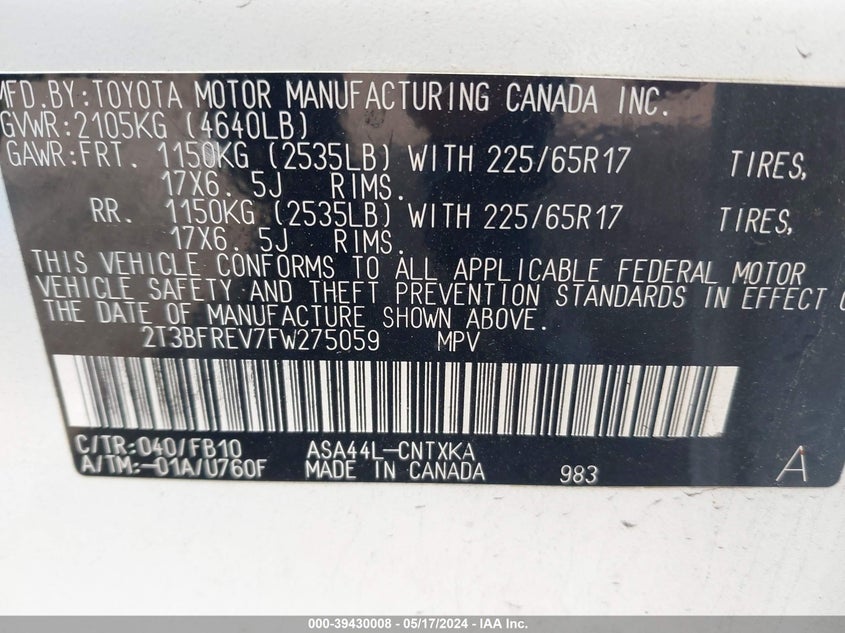 MFD.BY:TOYOTA MOTOR MANUFACTURING CANADA INC.
GVWR:2105KG (4640LB)
GAWR:FRT. 1150KG (2535LB) WITH 225/65R17 TIRES,
17X6.5J RIMS.
RR. 1150KG (2535LB) WITH 225/65R17 TIRES,
17X6.5J RIMS.
THIS VEHICLE CONFORMS TO ALL APPLICABLE FEDERAL MOTOR
VEHICLE SAFETY AND THEFT PREVENTION STANDARDS IN EFFECT
THE DATE OF MANUFACTURE SHOWN ABOVE.
2T3BFREV7FW275059 MPV
C/TR:040/FB10 ASA44L-CNTXKA
A/TM:-01A/U760F MADE IN CANADA 983 A
000-39430008 - 05/17/2024 - IAA Inc.